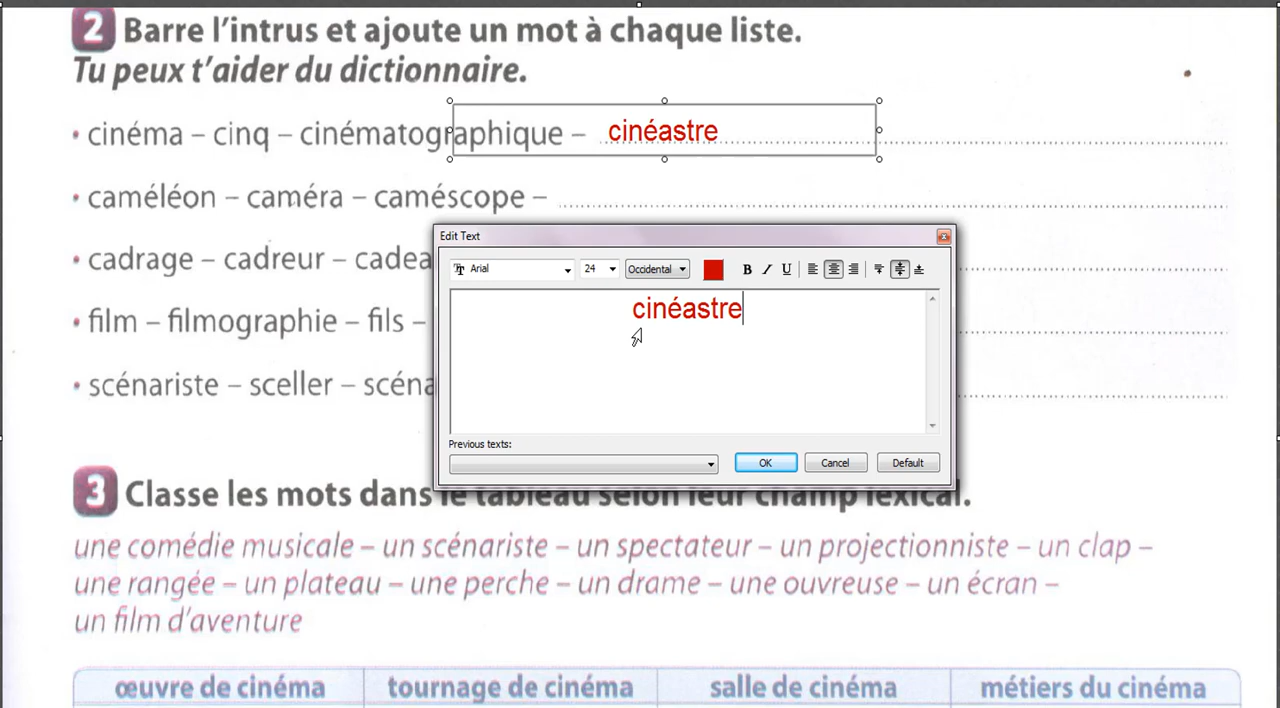 2 Barre l'intrus et ajoute un mot à chaque liste.
Tu peux t'aider du dictionnaire.
• cinéma – cinq – cinématographique – cinéastre
• caméléon – caméra – caméscope –
• cadrage – cadreur – cadea
• film – filmographie – fils –
• scénariste – sceller – scéna
Edit Text
Arial 24 Occidental B I U
cinéastre
Previous texts:
OK Cancel Default
3 Classe les mots dans le tableau selon leur champ lexical.
une comédie musicale – un scénariste – un spectateur – un projectionniste – un clap –
une rangée – un plateau – une perche – un drame – une ouvreuse – un écran –
un film d'aventure
œuvre de cinéma tournage de cinéma salle de cinéma métiers du cinéma